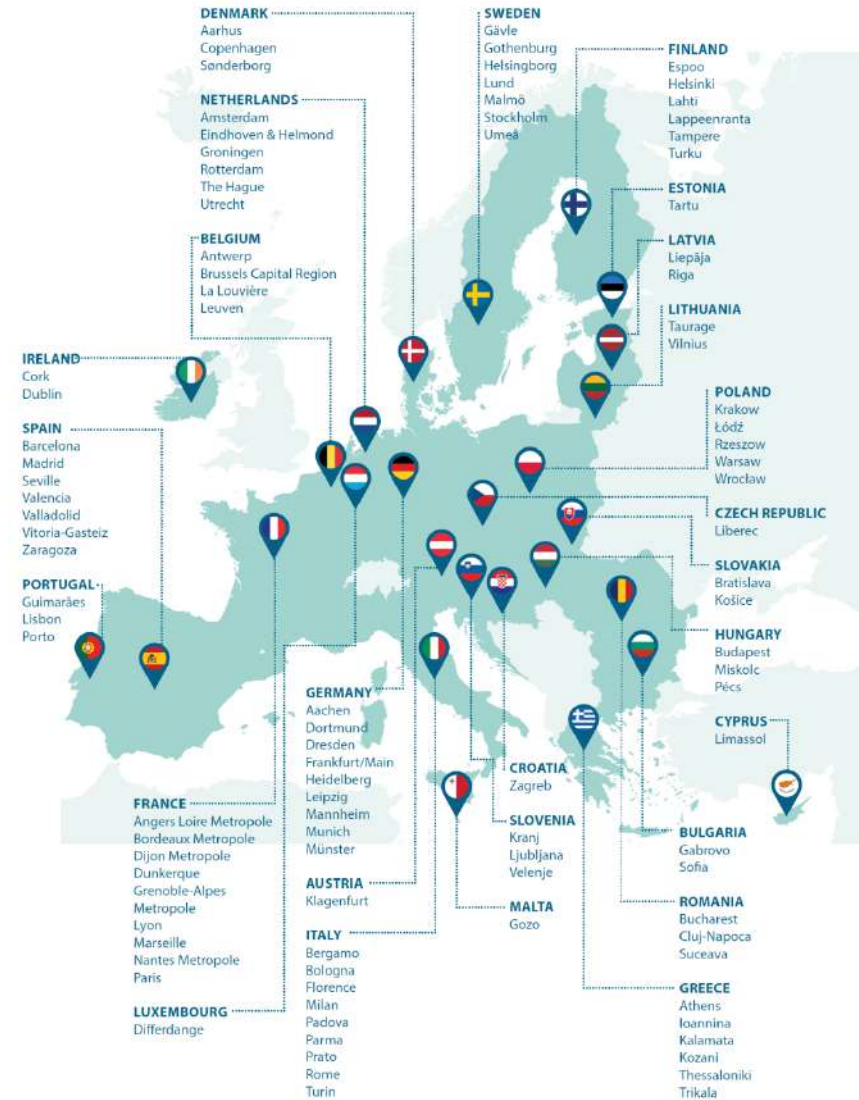 DENMARK
Aarhus
Copenhagen
Sønderborg
NETHERLANDS
Amsterdam
Eindhoven & Helmond
Groningen
Rotterdam
The Hague
Utrecht
BELGIUM
Antwerp
Brussels Capital Region
La Louvière
Leuven
IRELAND
Cork
Dublin
SPAIN
Barcelona
Madrid
Seville
Valencia
Valladolid
Vitoria-Gasteiz
Zaragoza
PORTUGAL
Guimarães
Lisbon
Porto
SWEDEN
Gävle
Gothenburg
Helsingborg
Lund
Malmö
Stockholm
Umeå
FINLAND
Espoo
Helsinki
Lahti
Lappeenranta
Tampere
Turku
ESTONIA
Tartu
LATVIA
Liepāja
Riga
LITHUANIA
Taurage
Vilnius
POLAND
Krakow
Łódź
Rzeszow
Warsaw
Wrocław
CZECH REPUBLIC
Liberec
SLOVAKIA
Bratislava
Košice
HUNGARY
Budapest
Miskolc
Pécs
CYPRUS
Limassol
FRANCE
Angers Loire Metropole
Bordeaux Metropole
Dijon Metropole
Dunkerque
Grenoble-Alpes
Metropole
Lyon
Marseille
Nantes Metropole
Paris
LUXEMBOURG
Differdange
GERMANY
Aachen
Dortmund
Dresden
Frankfurt/Main
Heidelberg
Leipzig
Mannheim
Munich
Münster
AUSTRIA
Klagenfurt
ITALY
Bergamo
Bologna
Florence
Milan
Padova
Parma
Prato
Rome
Turin
CROATIA
Zagreb
SLOVENIA
Kranj
Ljubljana
Velenje
MALTA
Gozo
BULGARIA
Gabrovo
Sofia
ROMANIA
Bucharest
Cluj-Napoca
Suceava
GREECE
Athens
Ioannina
Kalamata
Kozani
Thessaloniki
Trikala